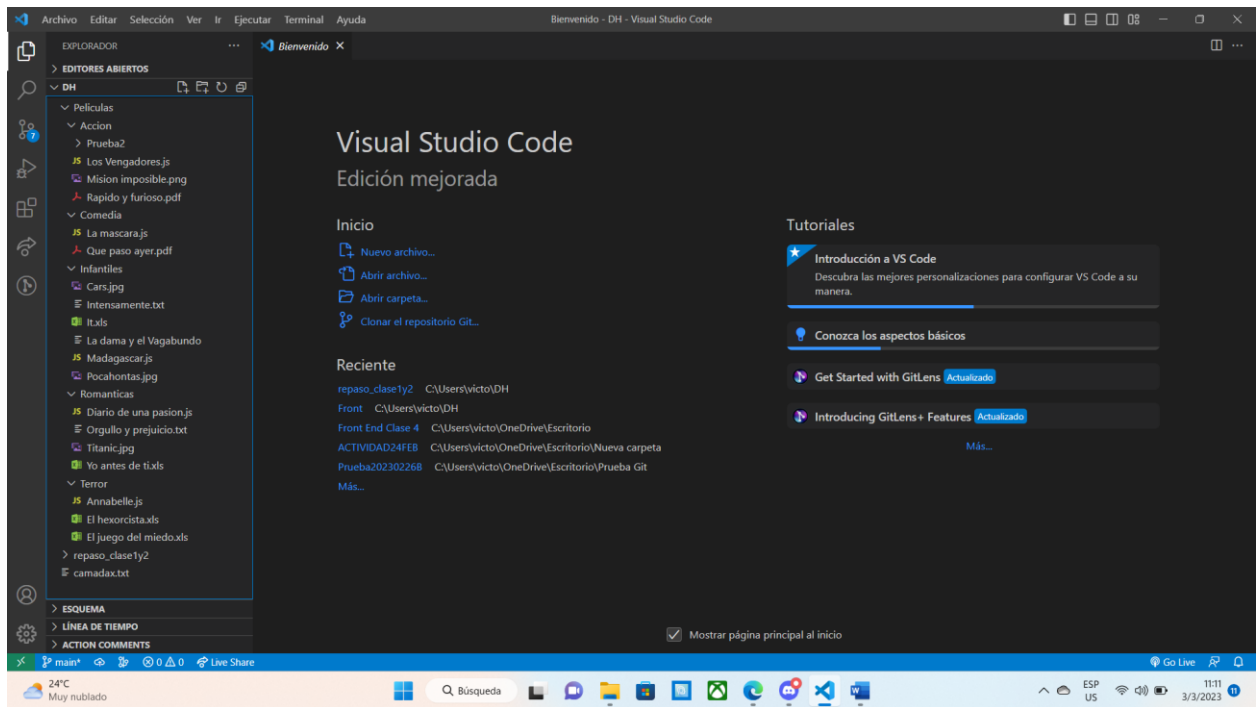 Archivo Editar Selección Ver Ir Ejecutar Terminal Ayuda
Bienvenido - DH - Visual Studio Code
EXPLORADOR
Bienvenido
EDITORES ABIERTOS
DH
Peliculas
Accion
Prueba2
JS Los Vengadores.js
Mision imposible.png
Rapido y furioso.pdf
Comedia
JS La mascara.js
Que paso ayer.pdf
Infantiles
Cars.jpg
Intensamente.txt
It.xls
La dama y el Vagabundo
JS Madagascar.js
Pocahontas.jpg
Romanticas
JS Diario de una pasion.js
Orgullo y prejuicio.txt
Titanic.jpg
Yo antes de ti.xls
Terror
JS Annabelle.js
El hexorcista.xls
El juego del miedo.xls
repaso_clase1y2
camadax.txt
ESQUEMA
LÍNEA DE TIEMPO
ACTION COMMENTS
7
Visual Studio Code
Edición mejorada
Inicio
Nuevo archivo...
Abrir archivo...
Abrir carpeta...
Clonar el repositorio Git...
Reciente
repaso_clase1y2 C:\Users\victo\DH
Front C:\Users\victo\DH
Front End Clase 4 C:\Users\victo\OneDrive\Escritorio
ACTIVIDAD24FEB C:\Users\victo\OneDrive\Escritorio\Nueva carpeta
Prueba20230226B C:\Users\victo\OneDrive\Escritorio\Prueba Git
Más...
Tutoriales
Introducción a VS Code
Descubra las mejores personalizaciones para configurar VS Code a su
manera.
Conozca los aspectos básicos
Get Started with GitLens Actualizado
Introducing GitLens+ Features Actualizado
Más...
Mostrar página principal al inicio
main* 0 0 Live Share
Go Live
24°C
Muy nublado
Búsqueda
ESP
US
11:11
3/3/2023
11